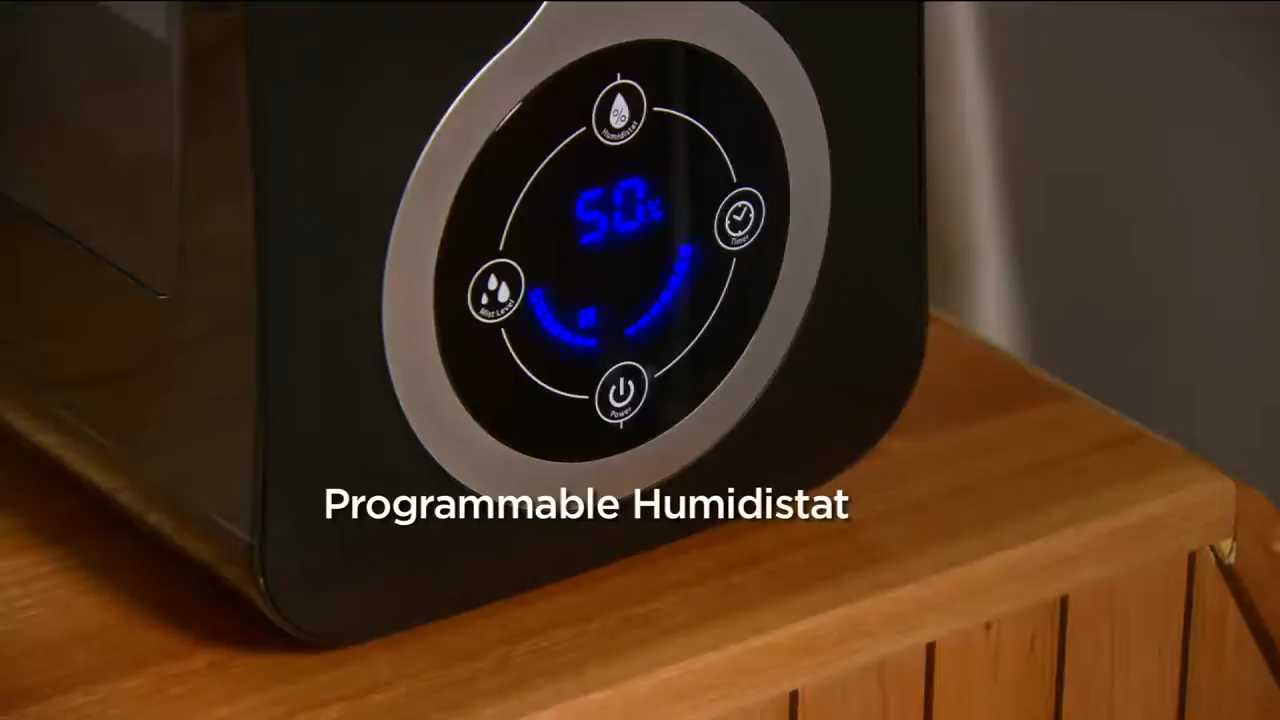 %
Humidistat
50%
Timer
Mist Level
Power
Programmable Humidistat